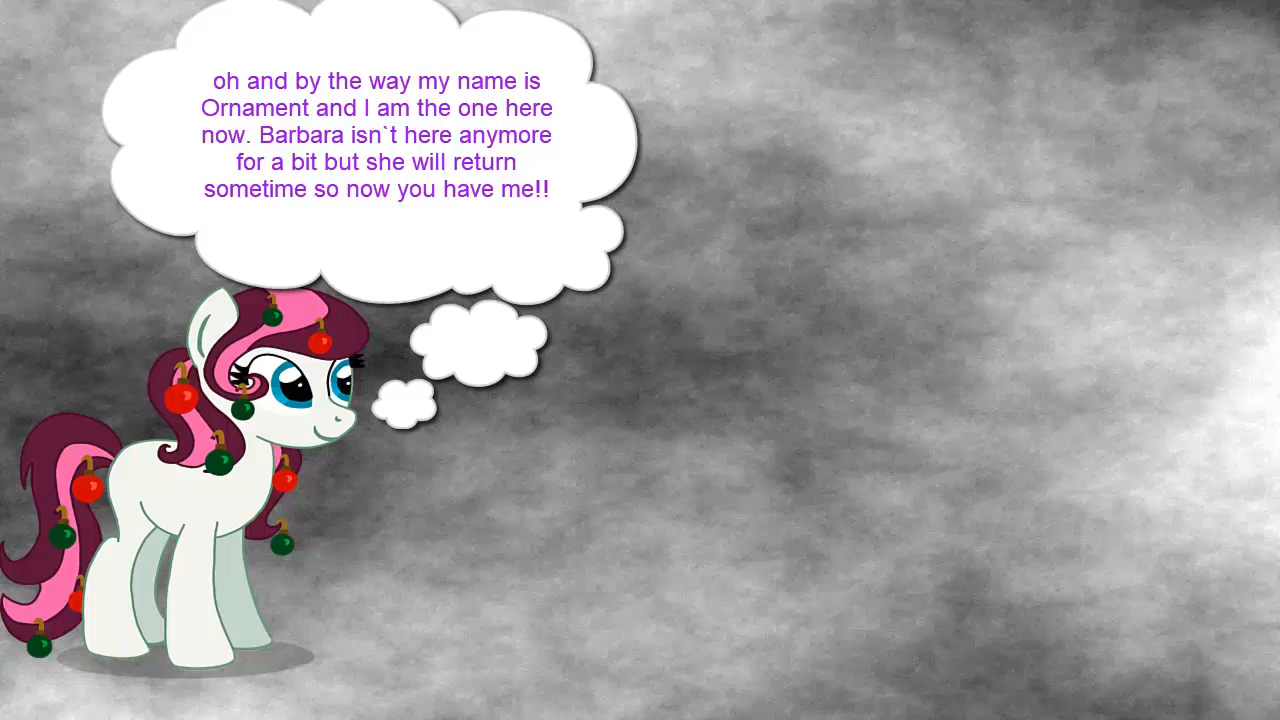 oh and by the way my name is
Ornament and I am the one here
now. Barbara isn`t here anymore
for a bit but she will return
sometime so now you have me!!